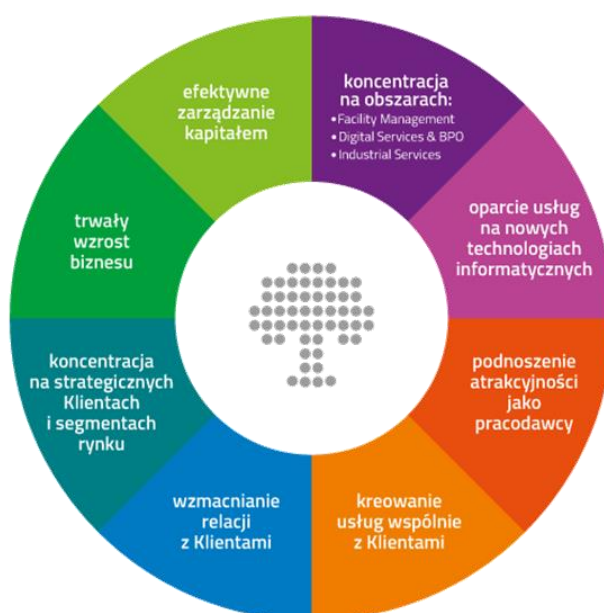 koncentracja
na obszarach:
•Facility Management
•Digital Services & BPO
•Industrial Services
oparcie usług
na nowych
technologiach
informatycznych
podnoszenie
atrakcyjności
jako
pracodawcy
kreowanie
usług wspólnie
z Klientami
wzmacnianie
relacji
z Klientami
koncentracja
na strategicznych
Klientach
i segmentach
rynku
trwały
wzrost
biznesu
efektywne
zarządzanie
kapitałem